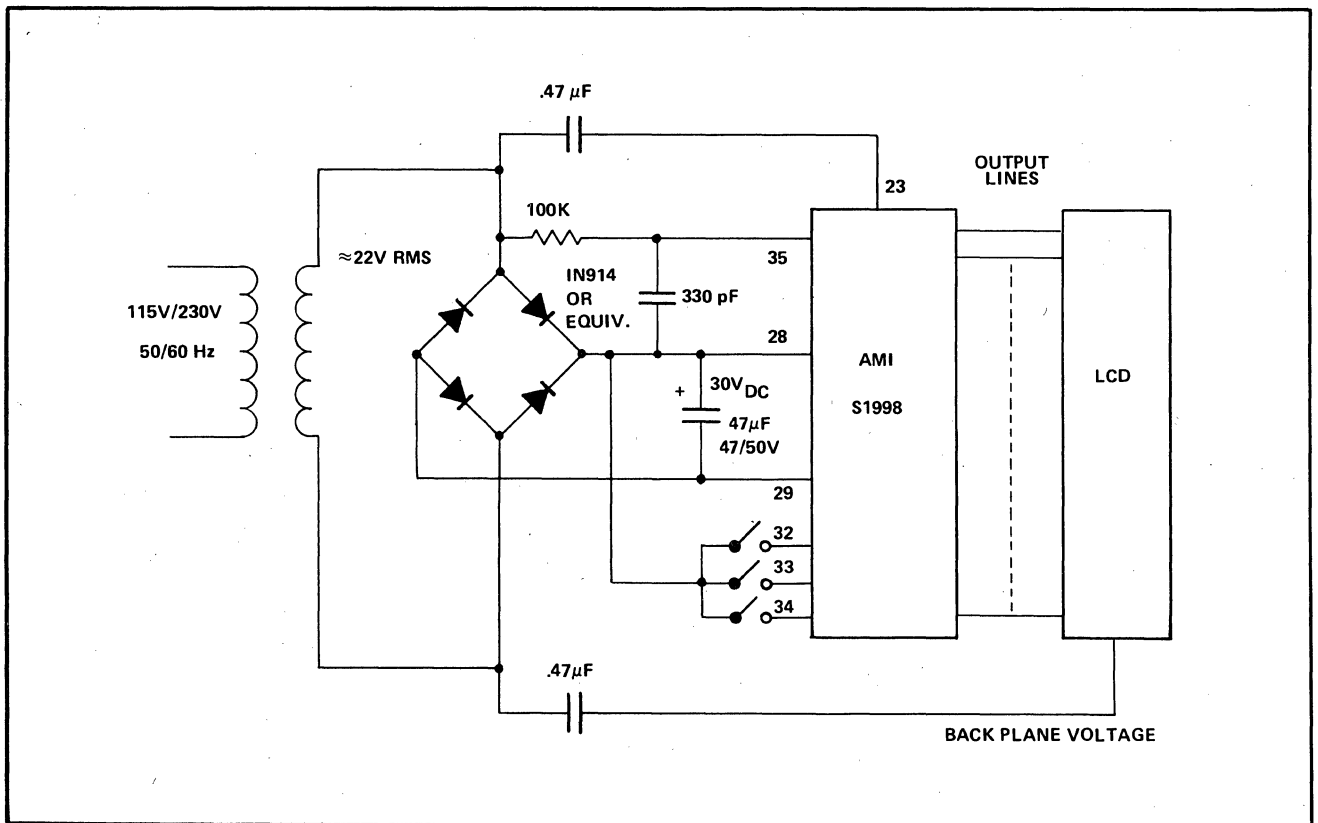 .47 μF
OUTPUT
LINES
23
100K
≈22V RMS
35
IN914
OR
EQUIV.
330 pF
115V/230V
50/60 Hz
28
AMI
S1998
LCD
+
30VDC
47μF
47/50V
29
32
33
34
.47μF
BACK PLANE VOLTAGE